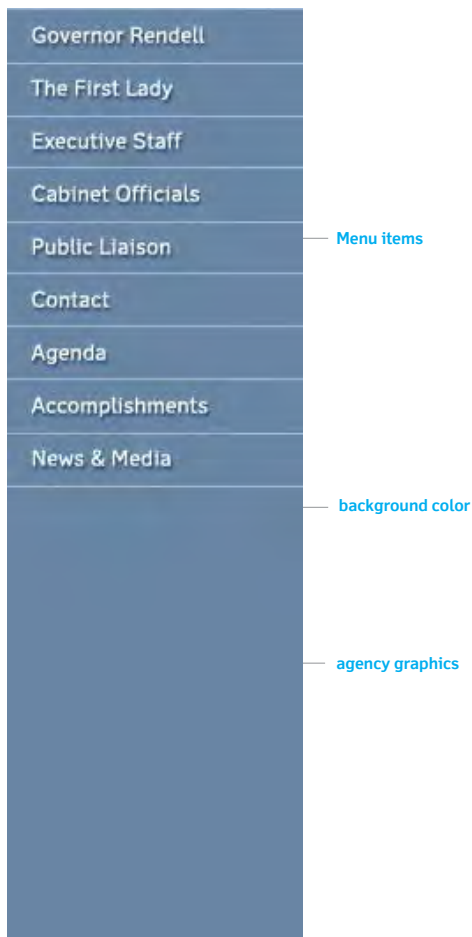 Governor Rendell
The First Lady
Executive Staff
Cabinet Officials
Public Liaison
Menu items
Contact
Agenda
Accomplishments
News & Media
background color
agency graphics